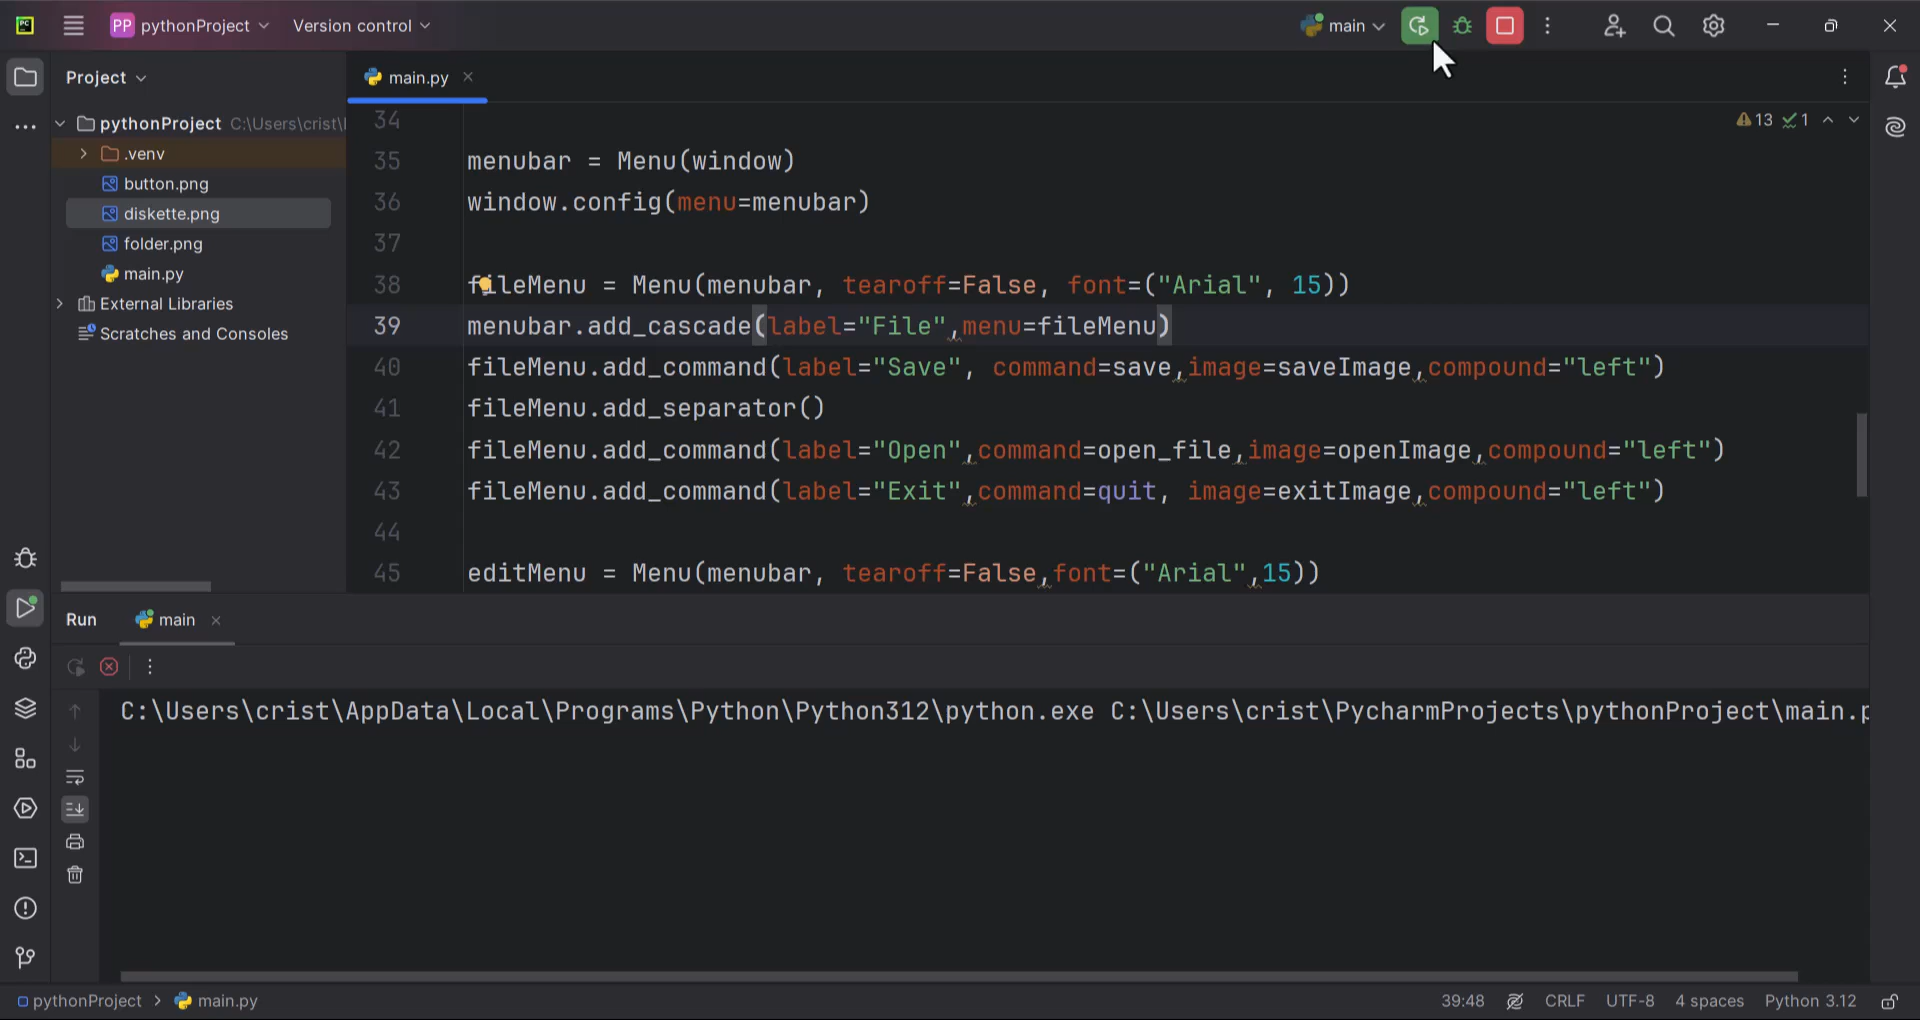 PC
PP pythonProject Version control main
Project
main.py
pythonProject C:\Users\crist\
.venv
button.png
diskette.png
folder.png
main.py
External Libraries
Scratches and Consoles
13 1
34
35 menubar = Menu(window)
36 window.config(menu=menubar)
37
38 fileMenu = Menu(menubar, tearoff=False, font=("Arial", 15))
39 menubar.add_cascade(label="File",menu=fileMenu)
40 fileMenu.add_command(label="Save", command=save,image=saveImage,compound="left")
41 fileMenu.add_separator()
42 fileMenu.add_command(label="Open",command=open_file,image=openImage,compound="left")
43 fileMenu.add_command(label="Exit",command=quit, image=exitImage,compound="left")
44
45 editMenu = Menu(menubar, tearoff=False,font=("Arial",15))
Run main
C:\Users\crist\AppData\Local\Programs\Python\Python312\python.exe C:\Users\crist\PycharmProjects\pythonProject\main.p
pythonProject > main.py 39:48 CRLF UTF-8 4 spaces Python 3.12